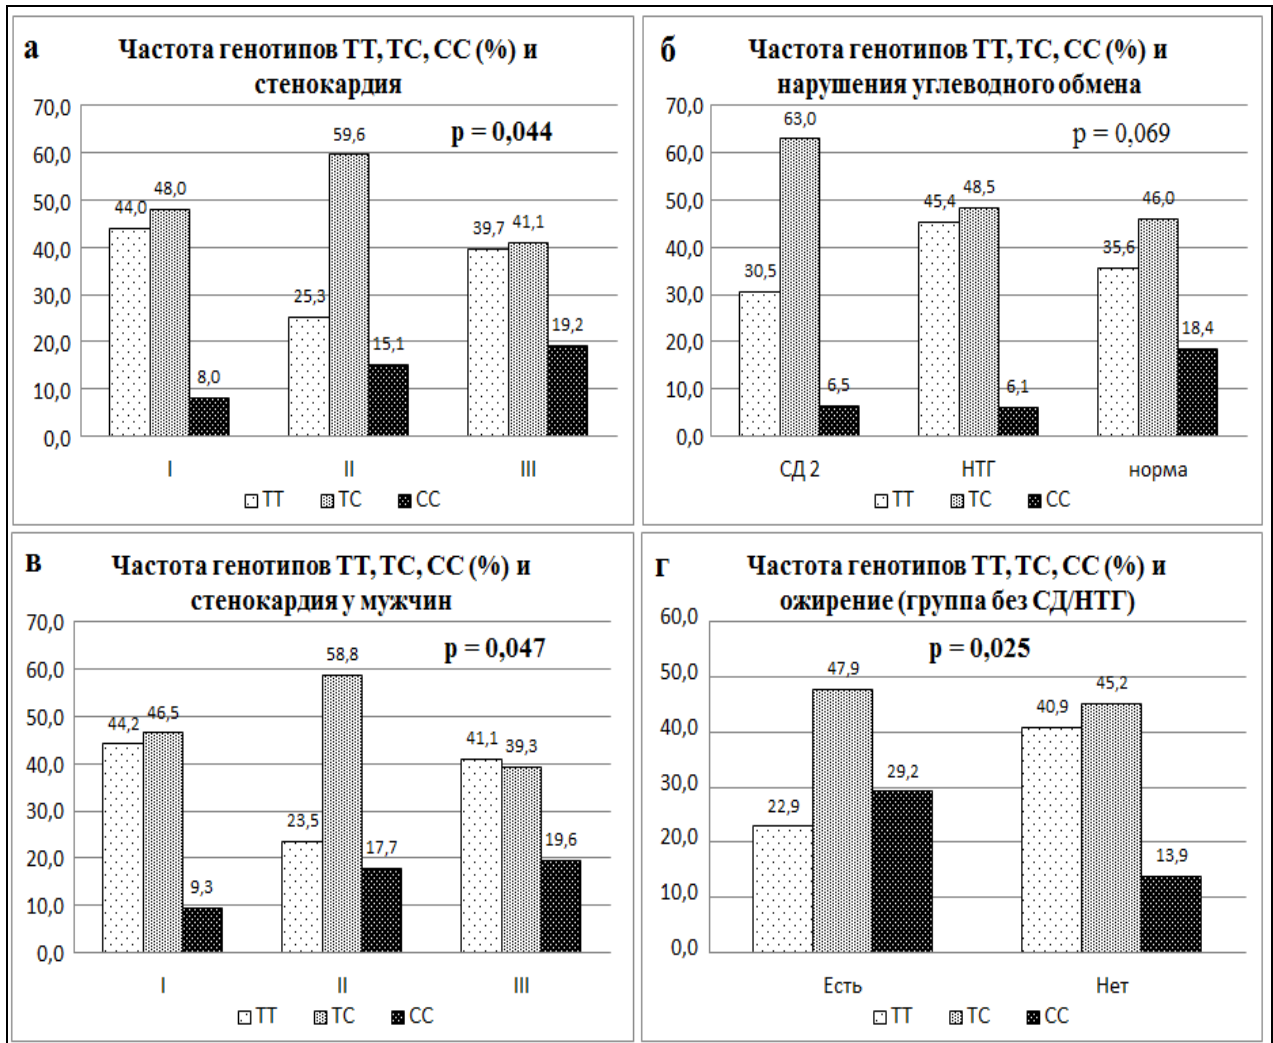 а
Частота генотипов ТТ, ТС, СС (%) и
стенокардия
p = 0,044
70,0
60,0
50,0
40,0
30,0
20,0
10,0
0,0
44,0
48,0
8,0
25,3
59,6
15,1
39,7
41,1
19,2
I
II
III
ТТ ТС СС
б
Частота генотипов ТТ, ТС, СС (%) и
нарушения углеводного обмена
p = 0,069
70,0
60,0
50,0
40,0
30,0
20,0
10,0
0,0
30,5
63,0
6,5
45,4
48,5
6,1
35,6
46,0
18,4
СД 2
НТГ
норма
ТТ ТС СС
в
Частота генотипов ТТ, ТС, СС (%) и
стенокардия у мужчин
p = 0,047
70,0
60,0
50,0
40,0
30,0
20,0
10,0
0,0
44,2
46,5
9,3
23,5
58,8
17,7
41,1
39,3
19,6
I
II
III
ТТ ТС СС
г
Частота генотипов ТТ, ТС, СС (%) и
ожирение (группа без СД/НТГ)
p = 0,025
60,0
50,0
40,0
30,0
20,0
10,0
0,0
22,9
47,9
29,2
40,9
45,2
13,9
Есть
Нет
ТТ ТС СС